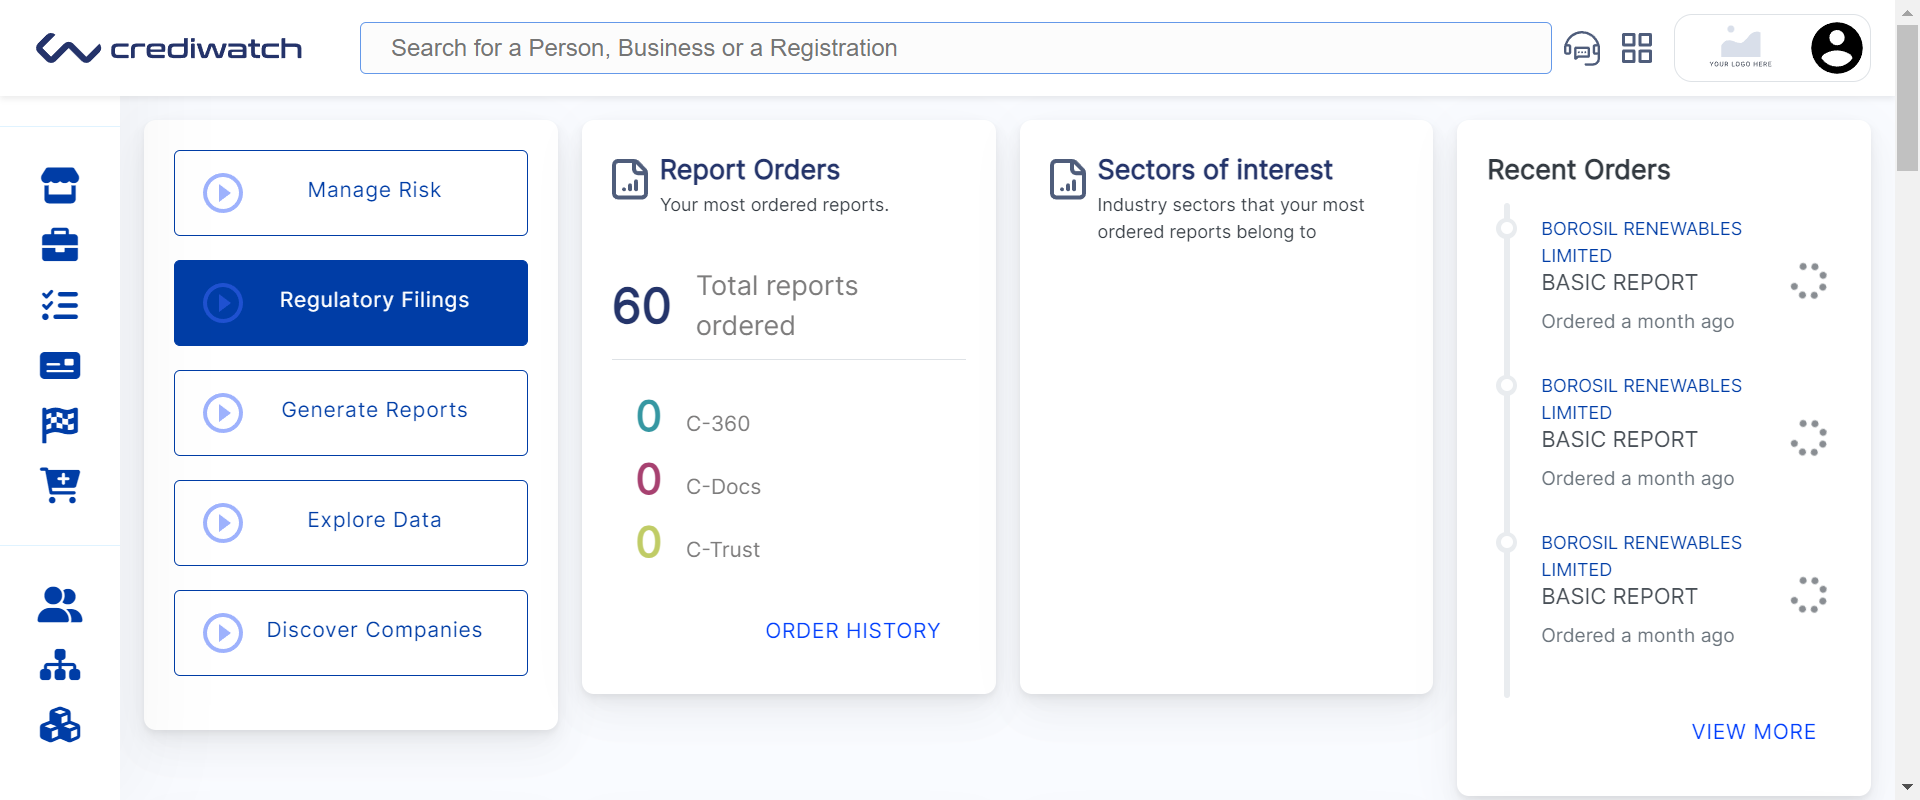 crediwatch
Search for a Person, Business or a Registration
YOUR LOGO HERE
Manage Risk
Regulatory Filings
Generate Reports
Explore Data
Discover Companies
Report Orders
Your most ordered reports.
60
Total reports
ordered
0 C-360
0 C-Docs
0 C-Trust
ORDER HISTORY
Sectors of interest
Industry sectors that your most
ordered reports belong to
Recent Orders
BOROSIL RENEWABLES
LIMITED
BASIC REPORT
Ordered a month ago
BOROSIL RENEWABLES
LIMITED
BASIC REPORT
Ordered a month ago
BOROSIL RENEWABLES
LIMITED
BASIC REPORT
Ordered a month ago
VIEW MORE